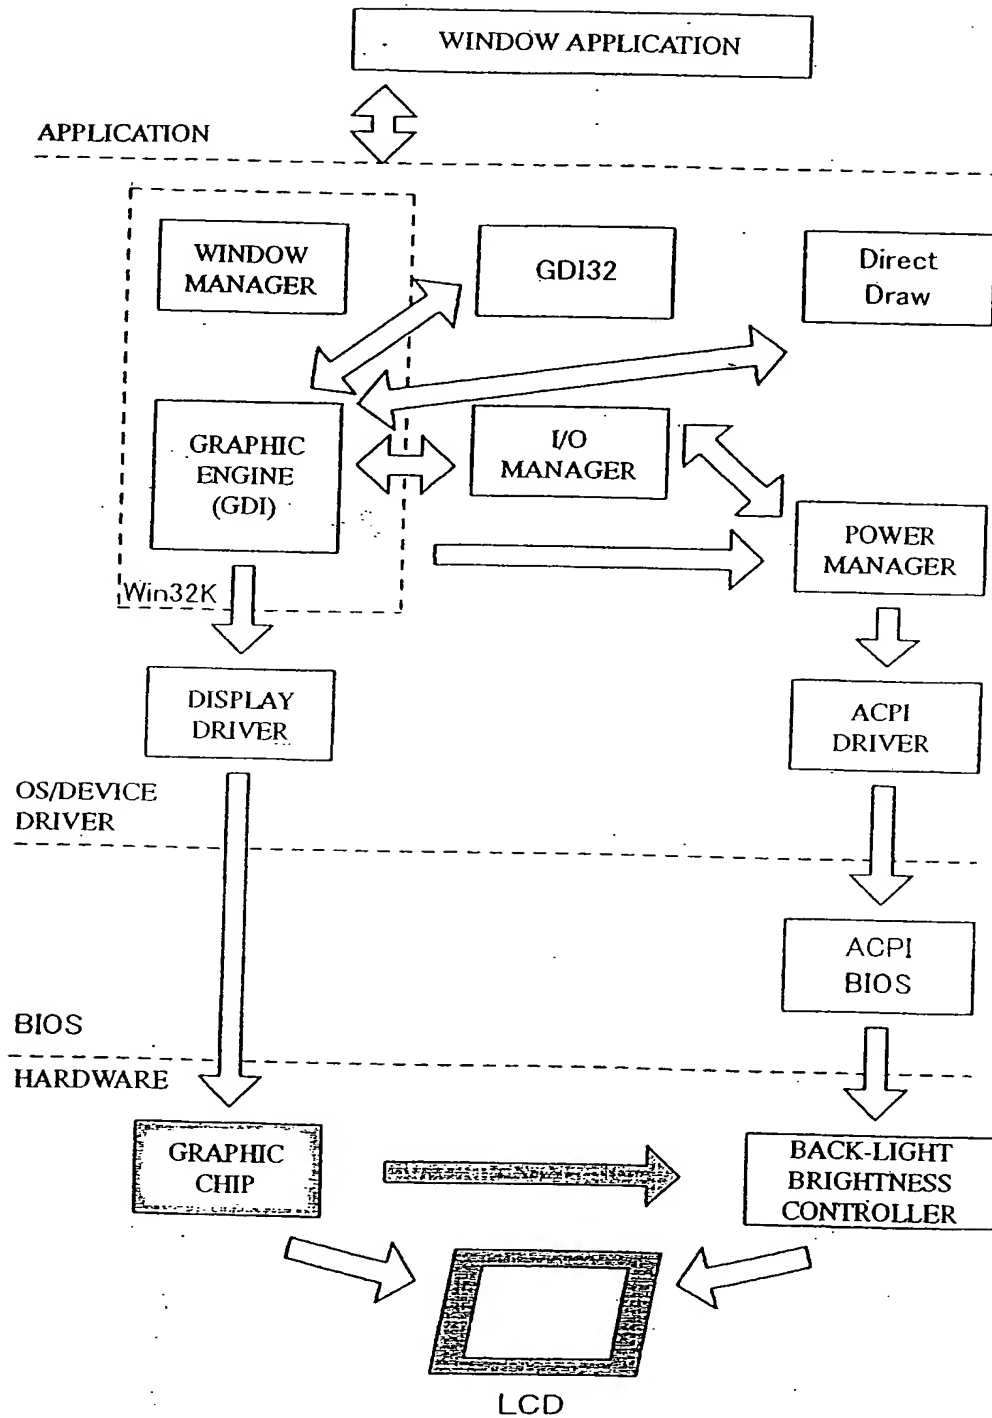 WINDOW APPLICATION
APPLICATION
WINDOW
MANAGER
GDI32
Direct
Draw
GRAPHIC
ENGINE
(GDI)
I/O
MANAGER
POWER
MANAGER
Win32K
DISPLAY
DRIVER
ACPI
DRIVER
OS/DEVICE
DRIVER
ACPI
BIOS
BIOS
HARDWARE
GRAPHIC
CHIP
BACK-LIGHT
BRIGHTNESS
CONTROLLER
LCD